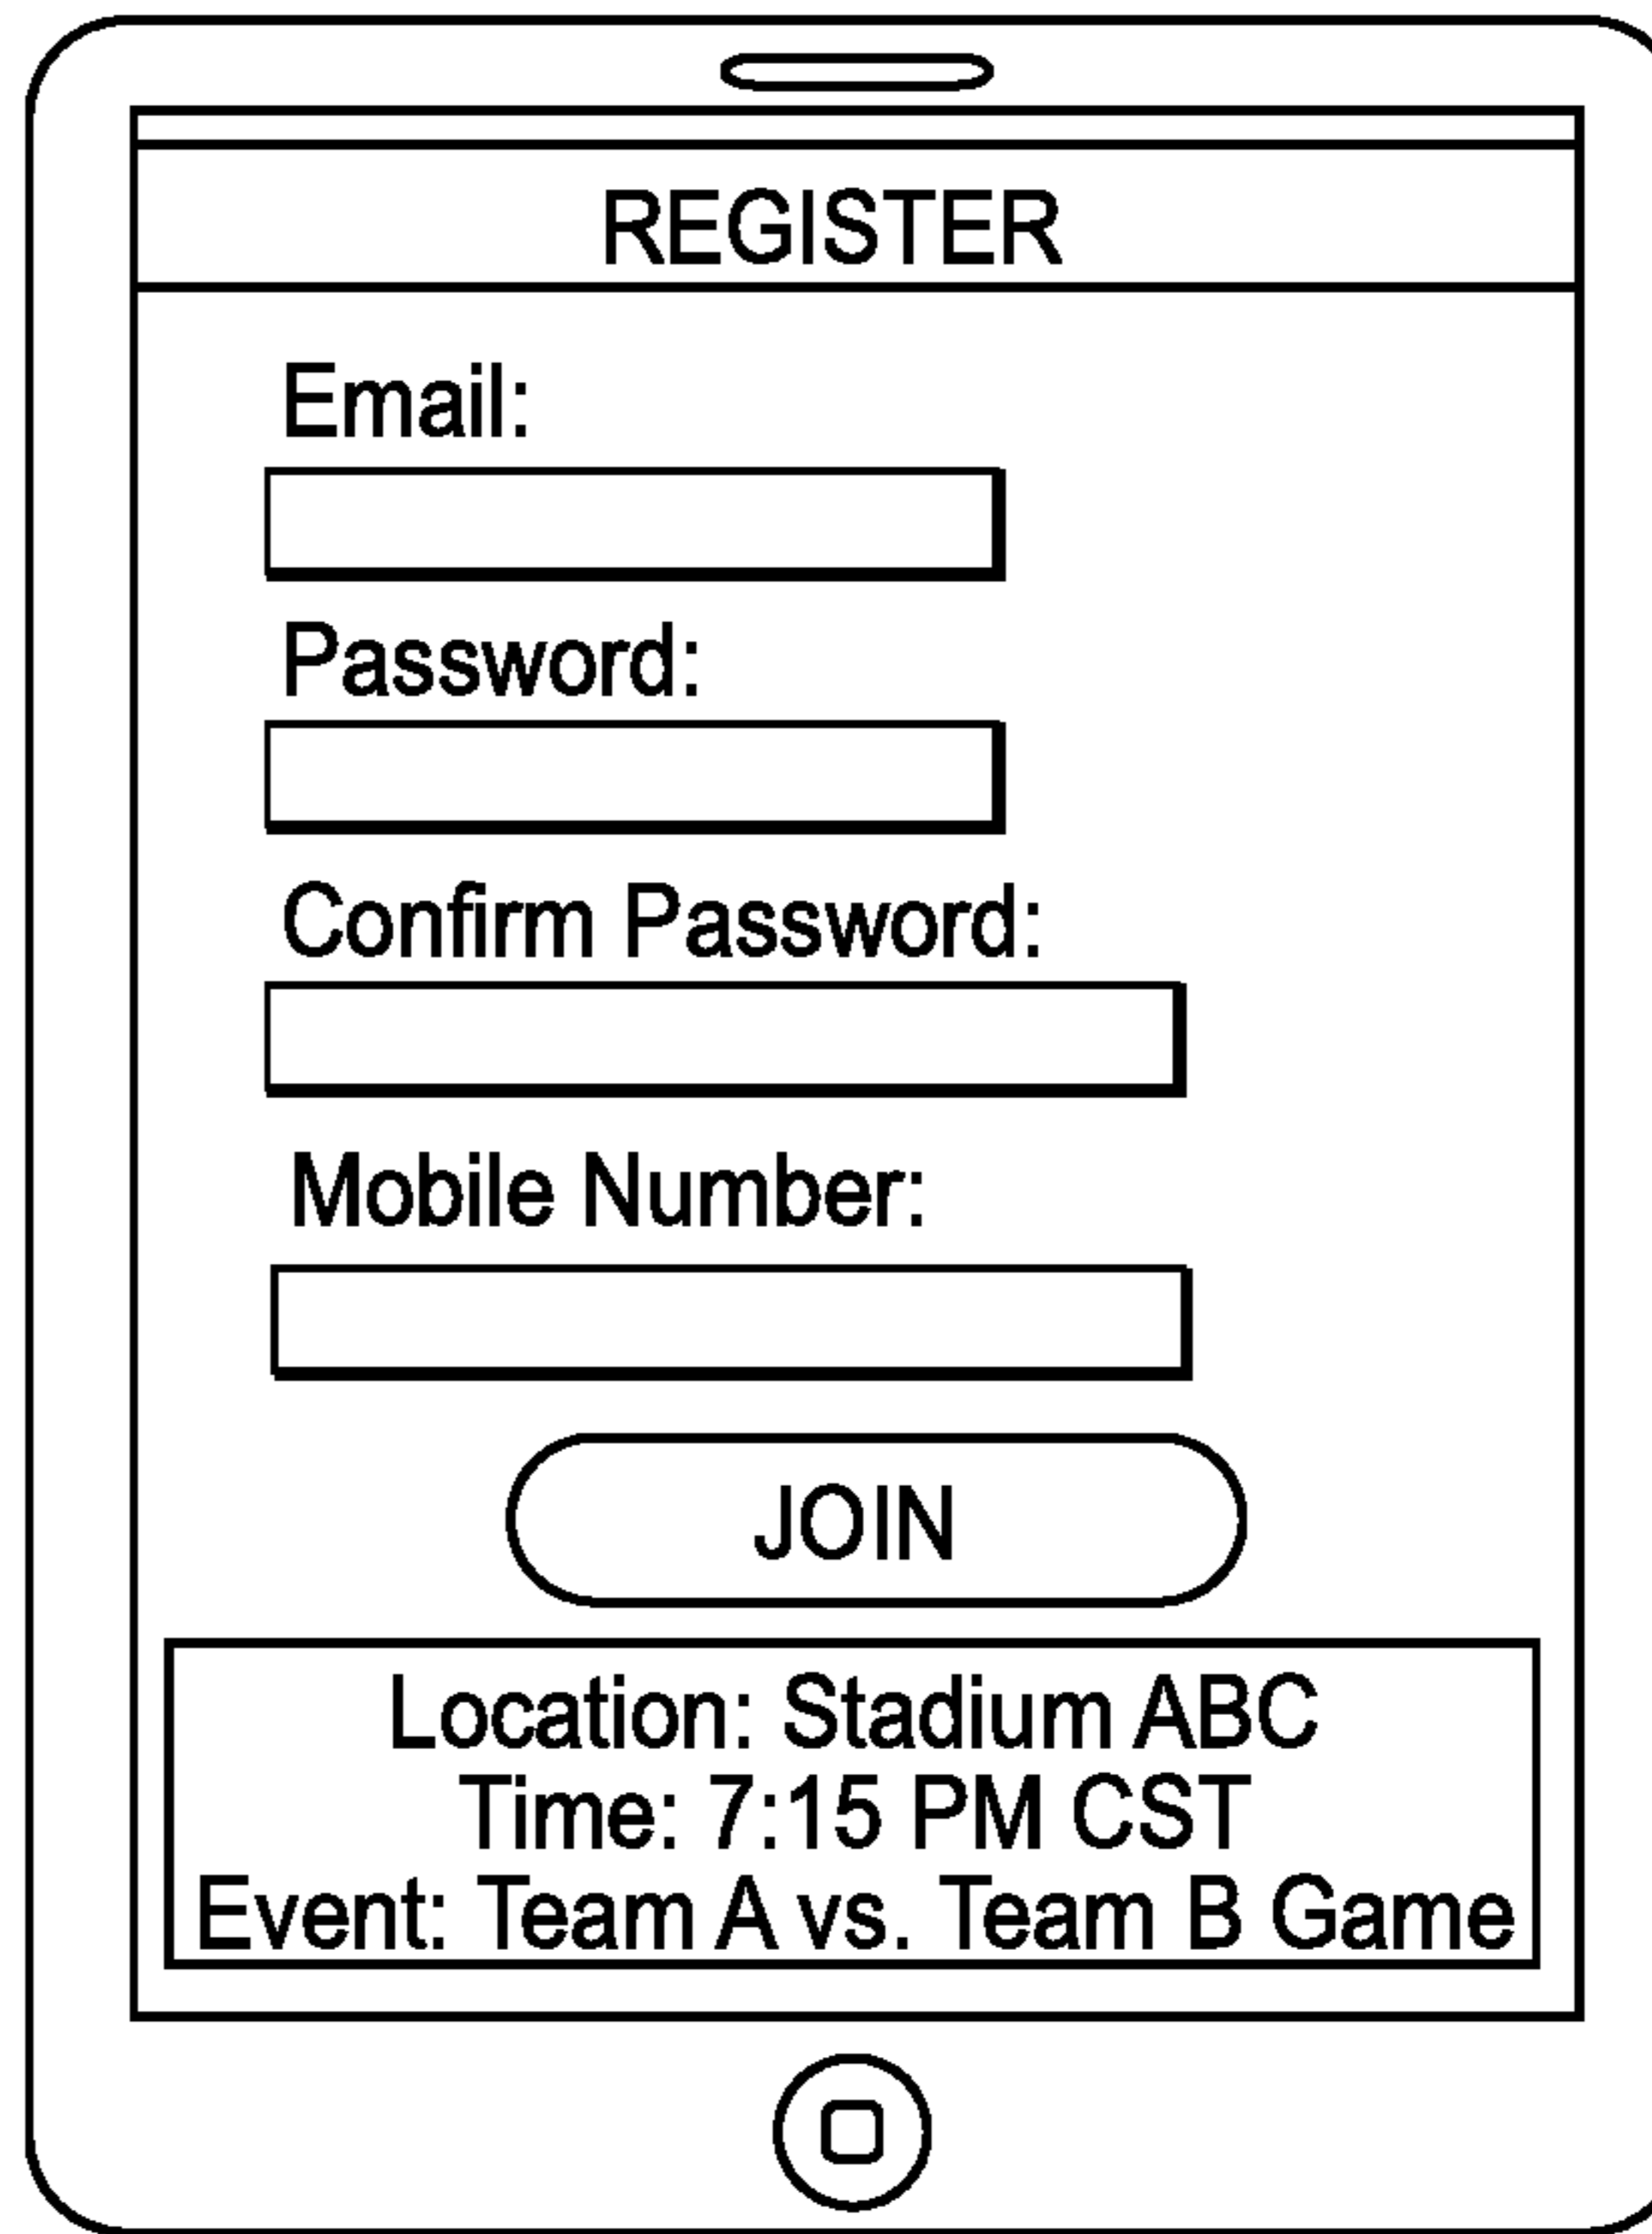 REGISTER
Email:
Password:
Confirm Password:
Mobile Number:
JOIN
Location: Stadium ABC
Time: 7:15 PM CST
Event: Team A vs. Team B Game